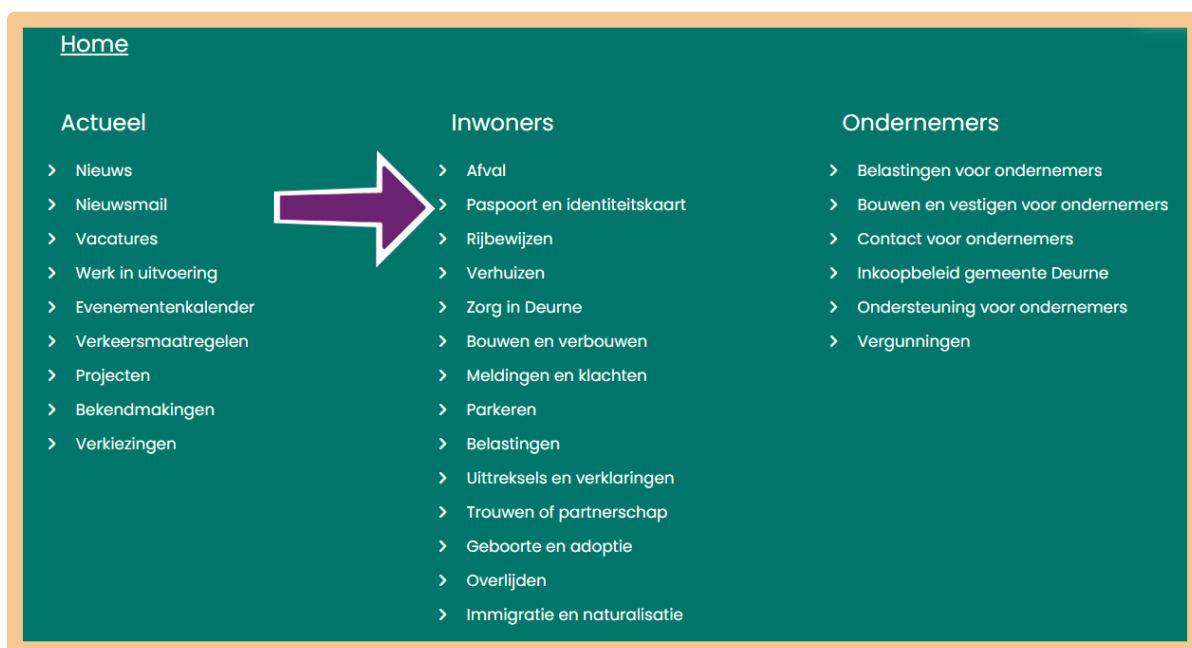 Home
Actueel
Nieuws
Nieuwsmail
Vacatures
Werk in uitvoering
Evenementenkalender
Verkeersmaatregelen
Projecten
Bekendmakingen
Verkiezingen
Inwoners
Afval
Paspoort en identiteitskaart
Rijbewijzen
Verhuizen
Zorg in Deurne
Bouwen en verbouwen
Meldingen en klachten
Parkeren
Belastingen
Uittreksels en verklaringen
Trouwen of partnerschap
Geboorte en adoptie
Overlijden
Immigratie en naturalisatie
Ondernemers
Belastingen voor ondernemers
Bouwen en vestigen voor ondernemers
Contact voor ondernemers
Inkoopbeleid gemeente Deurne
Ondersteuning voor ondernemers
Vergunningen